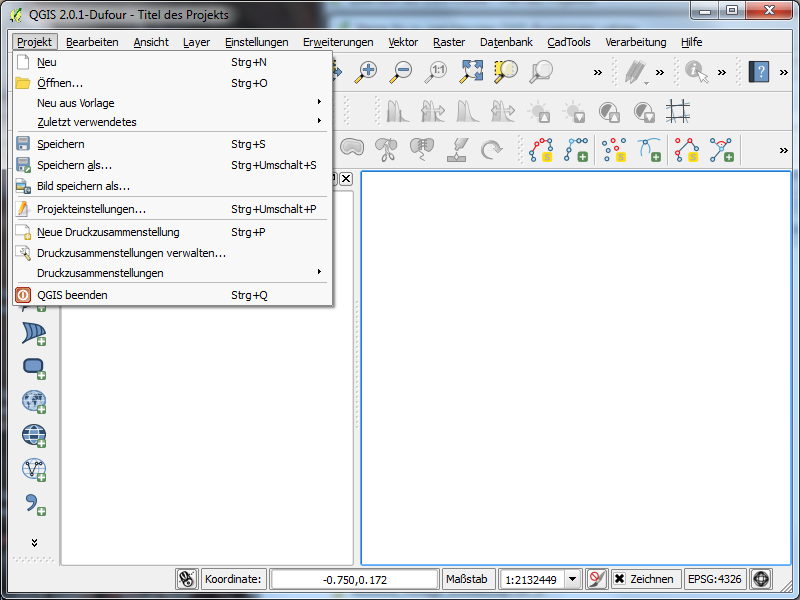 QGIS 2.0.1-Dufour - Titel des Projekts
Projekt Bearbeiten Ansicht Layer Einstellungen Erweiterungen Vektor Raster Datenbank CadTools Verarbeitung Hilfe
Neu Strg+N
Öffnen... Strg+O
Neu aus Vorlage
Zuletzt verwendetes
Speichern Strg+S
Speichern als... Strg+Umschalt+S
Bild speichern als...
Projekteinstellungen... Strg+Umschalt+P
Neue Druckzusammenstellung Strg+P
Druckzusammenstellungen verwalten...
Druckzusammenstellungen
QGIS beenden Strg+Q
1:1
Koordinate: -0.750,0.172 Maßstab 1:2132449 Zeichnen EPSG:4326